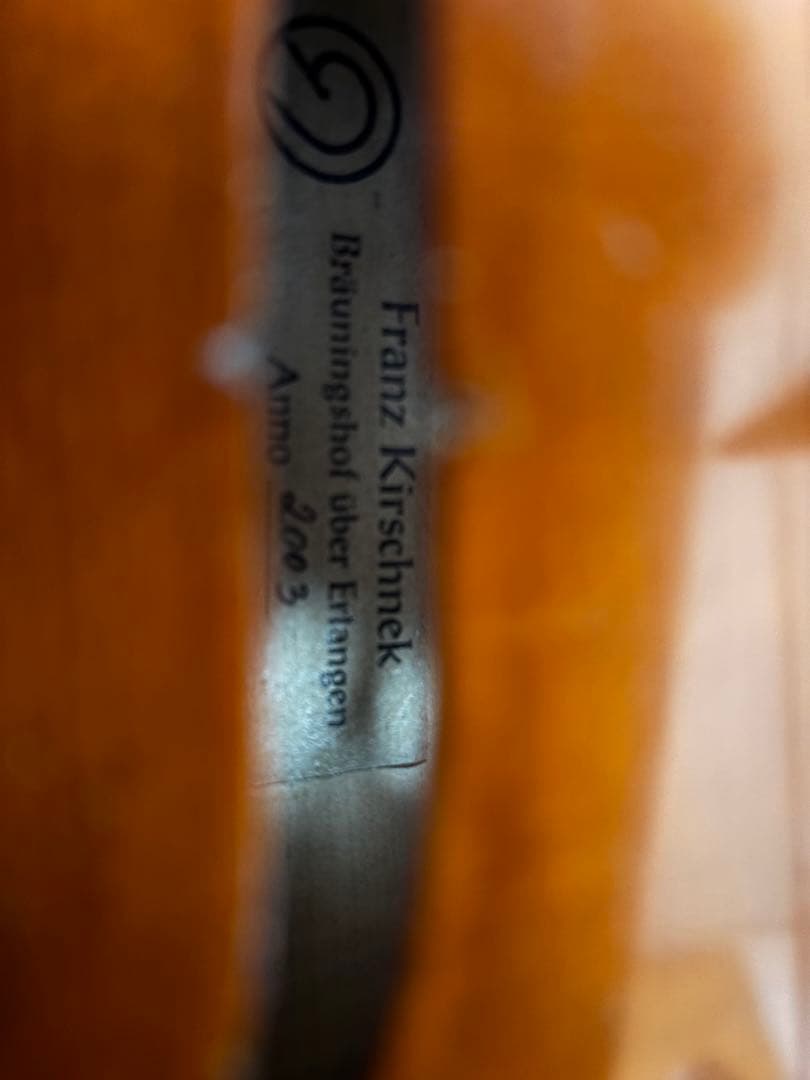 Franz Kirschnek
Bräuningshof über Erlangen
Anno 2003